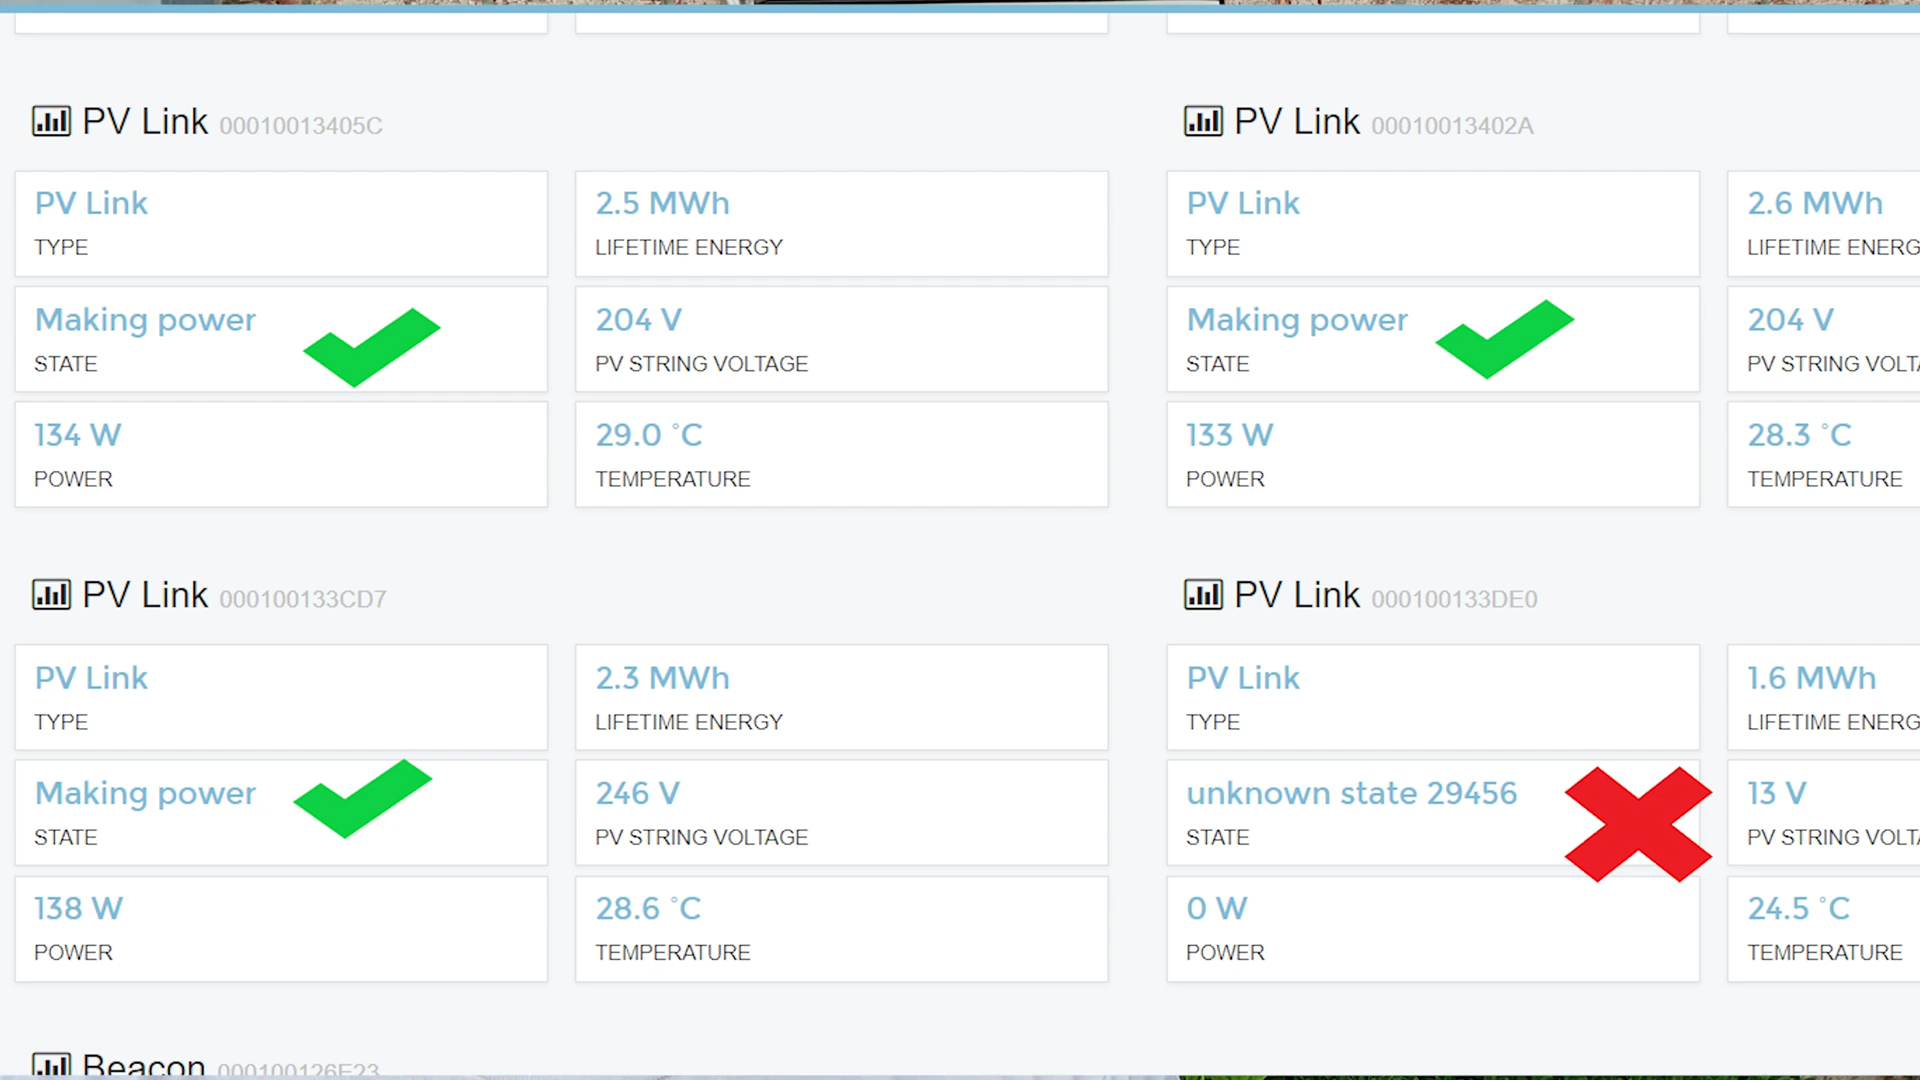 PV Link 00010013405C
PV Link
TYPE
2.5 MWh
LIFETIME ENERGY
Making power
STATE
204 V
PV STRING VOLTAGE
134 W
POWER
29.0 °C
TEMPERATURE
PV Link 00010013402A
PV Link
TYPE
2.6 MWh
LIFETIME ENERG
Making power
STATE
204 V
PV STRING VOLTA
133 W
POWER
28.3 °C
TEMPERATURE
PV Link 000100133CD7
PV Link
TYPE
2.3 MWh
LIFETIME ENERGY
Making power
STATE
246 V
PV STRING VOLTAGE
138 W
POWER
28.6 °C
TEMPERATURE
PV Link 000100133DE0
PV Link
TYPE
1.6 MWh
LIFETIME ENERG
unknown state 29456
STATE
13 V
PV STRING VOLTA
0 W
POWER
24.5 °C
TEMPERATURE
Beacon 000100126E23